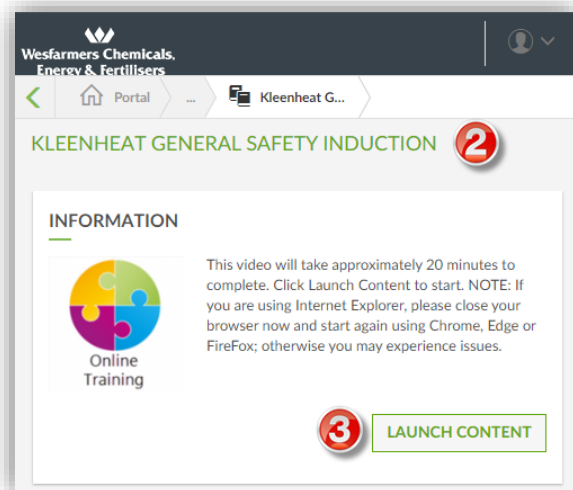 Wesfarmers Chemicals,
Energy & Fertilisers
Portal ... Kleenheat G...
KLEENHEAT GENERAL SAFETY INDUCTION 2
INFORMATION
This video will take approximately 20 minutes to
complete. Click Launch Content to start. NOTE: If
you are using Internet Explorer, please close your
browser now and start again using Chrome, Edge or
FireFox; otherwise you may experience issues.
Online
Training
3 LAUNCH CONTENT